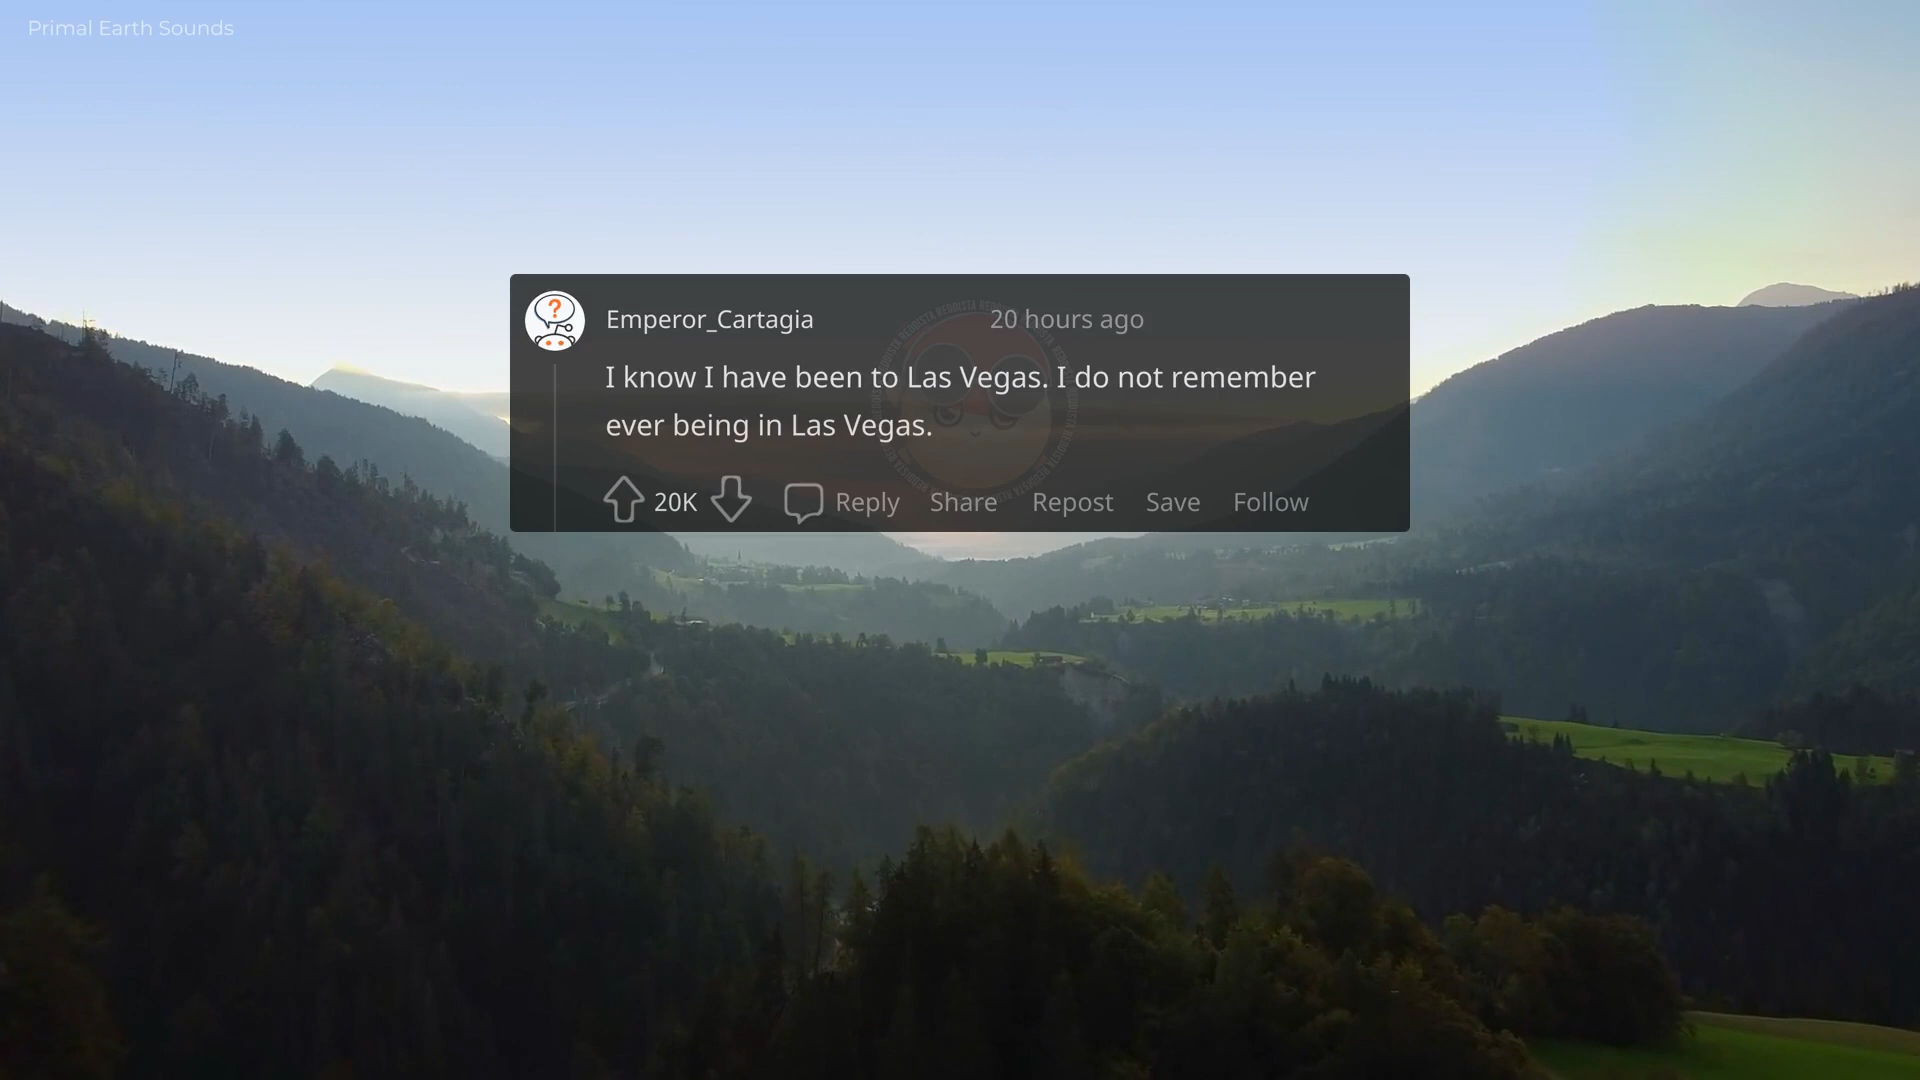 Primal Earth Sounds
Emperor_Cartagia 20 hours ago
I know I have been to Las Vegas. I do not remember
ever being in Las Vegas.
20K Reply Share Repost Save Follow